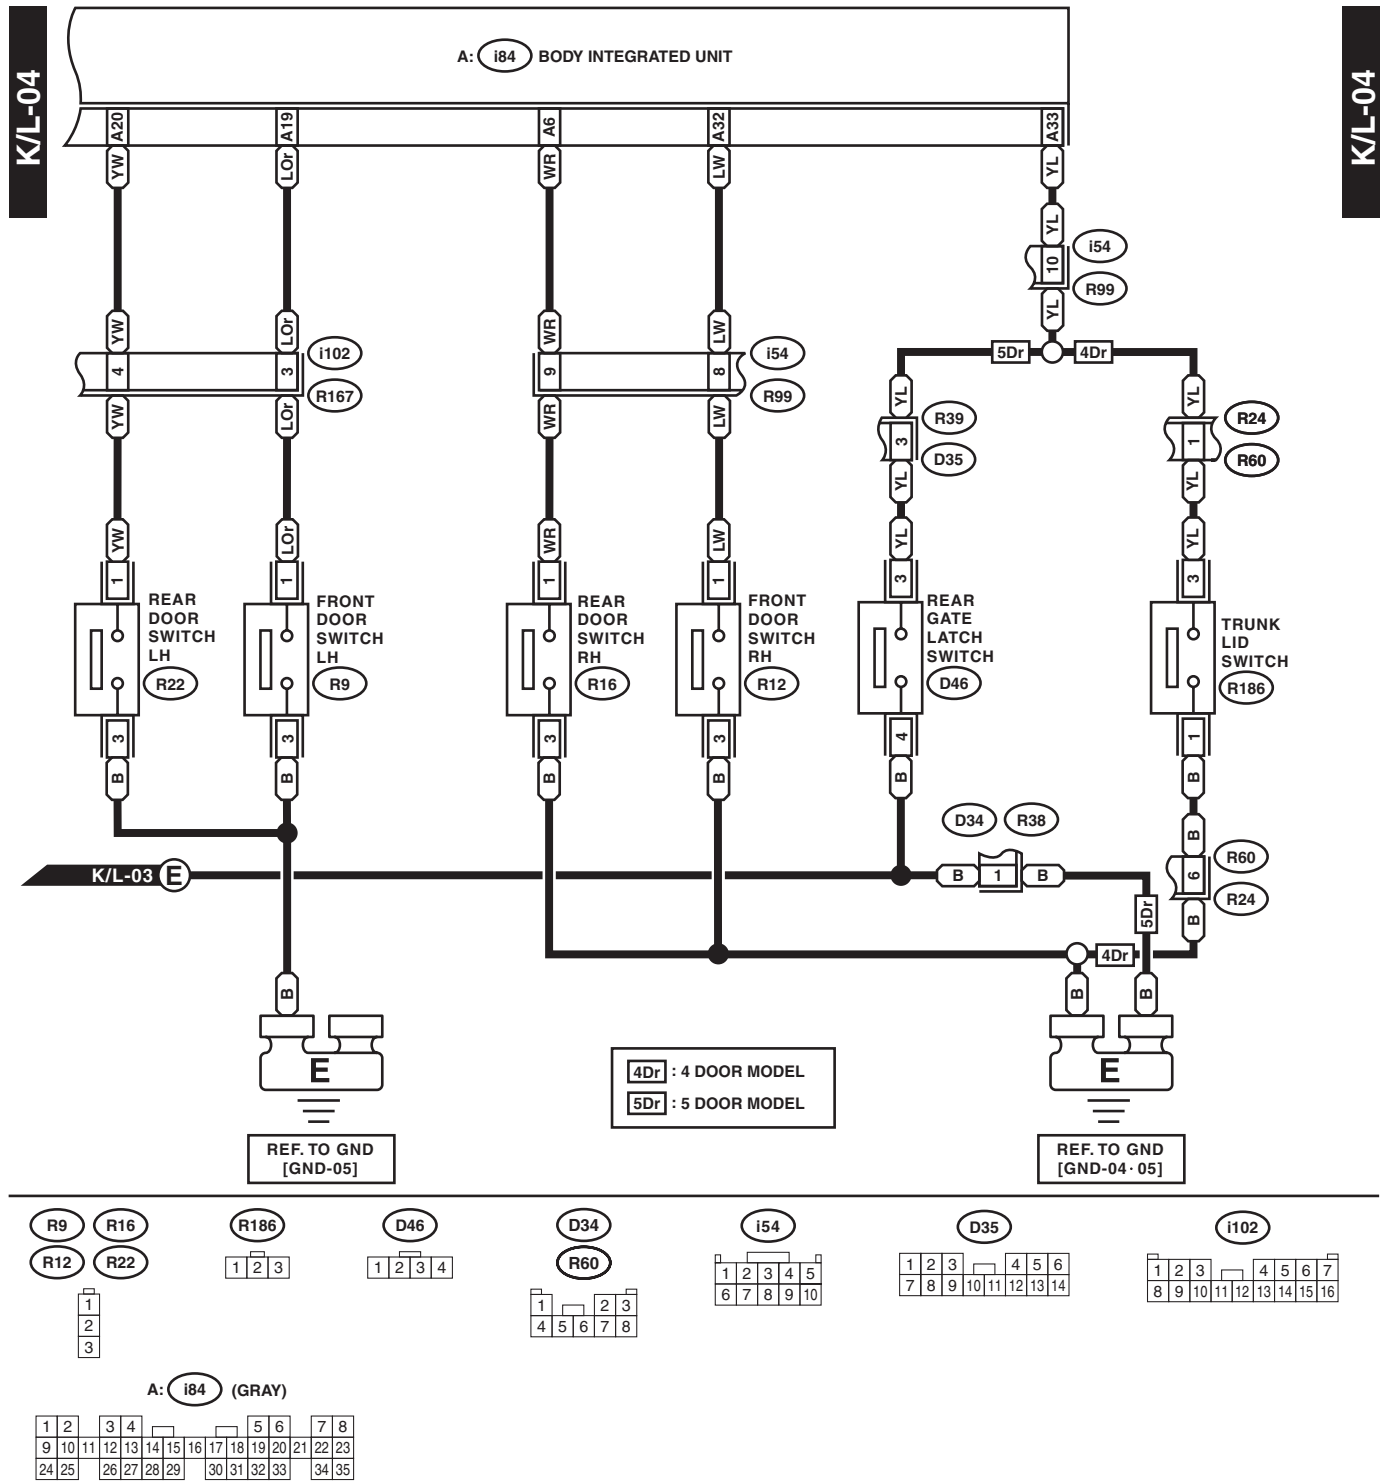 K/L-04
K/L-04
A: i84 BODY INTEGRATED UNIT
A20 A19 A6 A32 A33
YW LOr WR LW YL
YL
10
i54
R99
YL
YW LOr WR LW
4 3 i102
R167
9 8 i54
R99
5Dr 4Dr
YW LOr WR LW
YL YL
3 R39
D35
1 R24
R60
YL YL
YW LOr WR LW YL YL
1 1 1 1 3 3
REAR
DOOR
SWITCH
LH
R22
FRONT
DOOR
SWITCH
LH
R9
REAR
DOOR
SWITCH
RH
R16
FRONT
DOOR
SWITCH
RH
R12
REAR
GATE
LATCH
SWITCH
D46
TRUNK
LID
SWITCH
R186
3 3 3 3 4 1
B B B B B B
D34 R38
B
K/L-03 E
B 1 B
6 R60
R24
5Dr
B
4Dr
B B B
E E
4Dr : 4 DOOR MODEL
5Dr : 5 DOOR MODEL
REF. TO GND
[GND-05]
REF. TO GND
[GND-04·05]
R9 R16
R12 R22
1
2
3
R186
1 2 3
D46
1 2 3 4
D34
R60
1 2 3
4 5 6 7 8
i54
1 2 3 4 5
6 7 8 9 10
D35
1 2 3 4 5 6
7 8 9 10 11 12 13 14
i102
1 2 3 4 5 6 7
8 9 10 11 12 13 14 15 16
A: i84 (GRAY)
1 2 3 4 5 6 7 8
9 10 11 12 13 14 15 16 17 18 19 20 21 22 23
24 25 26 27 28 29 30 31 32 33 34 35